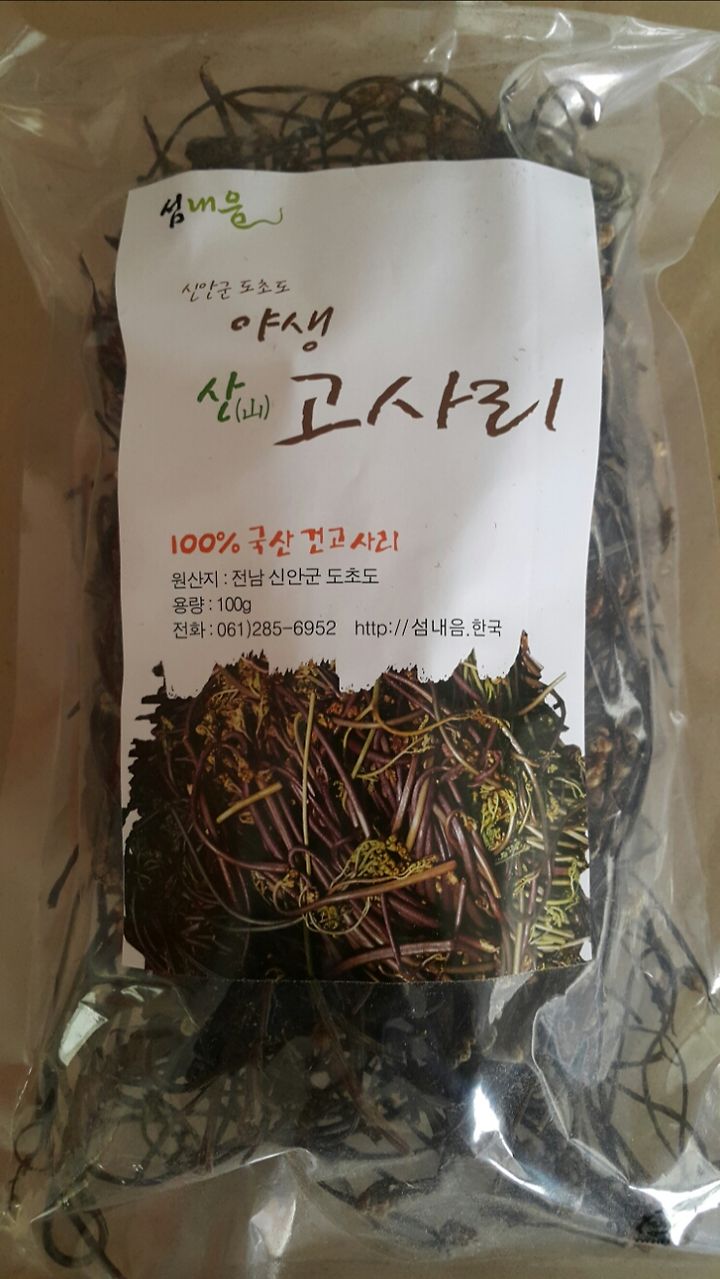 섬내음
신안군 도초도
야생
산(山) 고사리
100% 국산 건고사리
원산지 : 전남 신안군 도초도
용량 : 100g
전화 : 061)285-6952 http://섬내음.한국